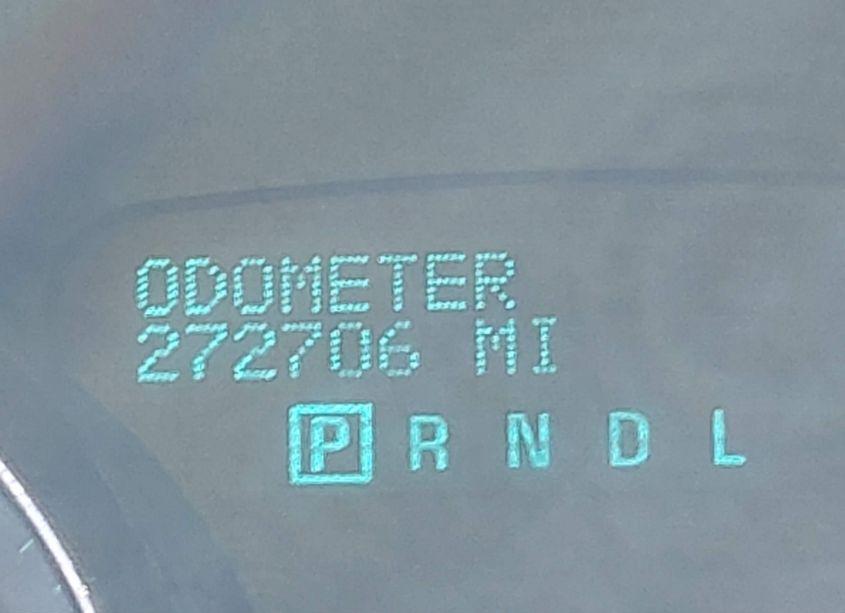 ODOMETER
272706 MI
P R N D L